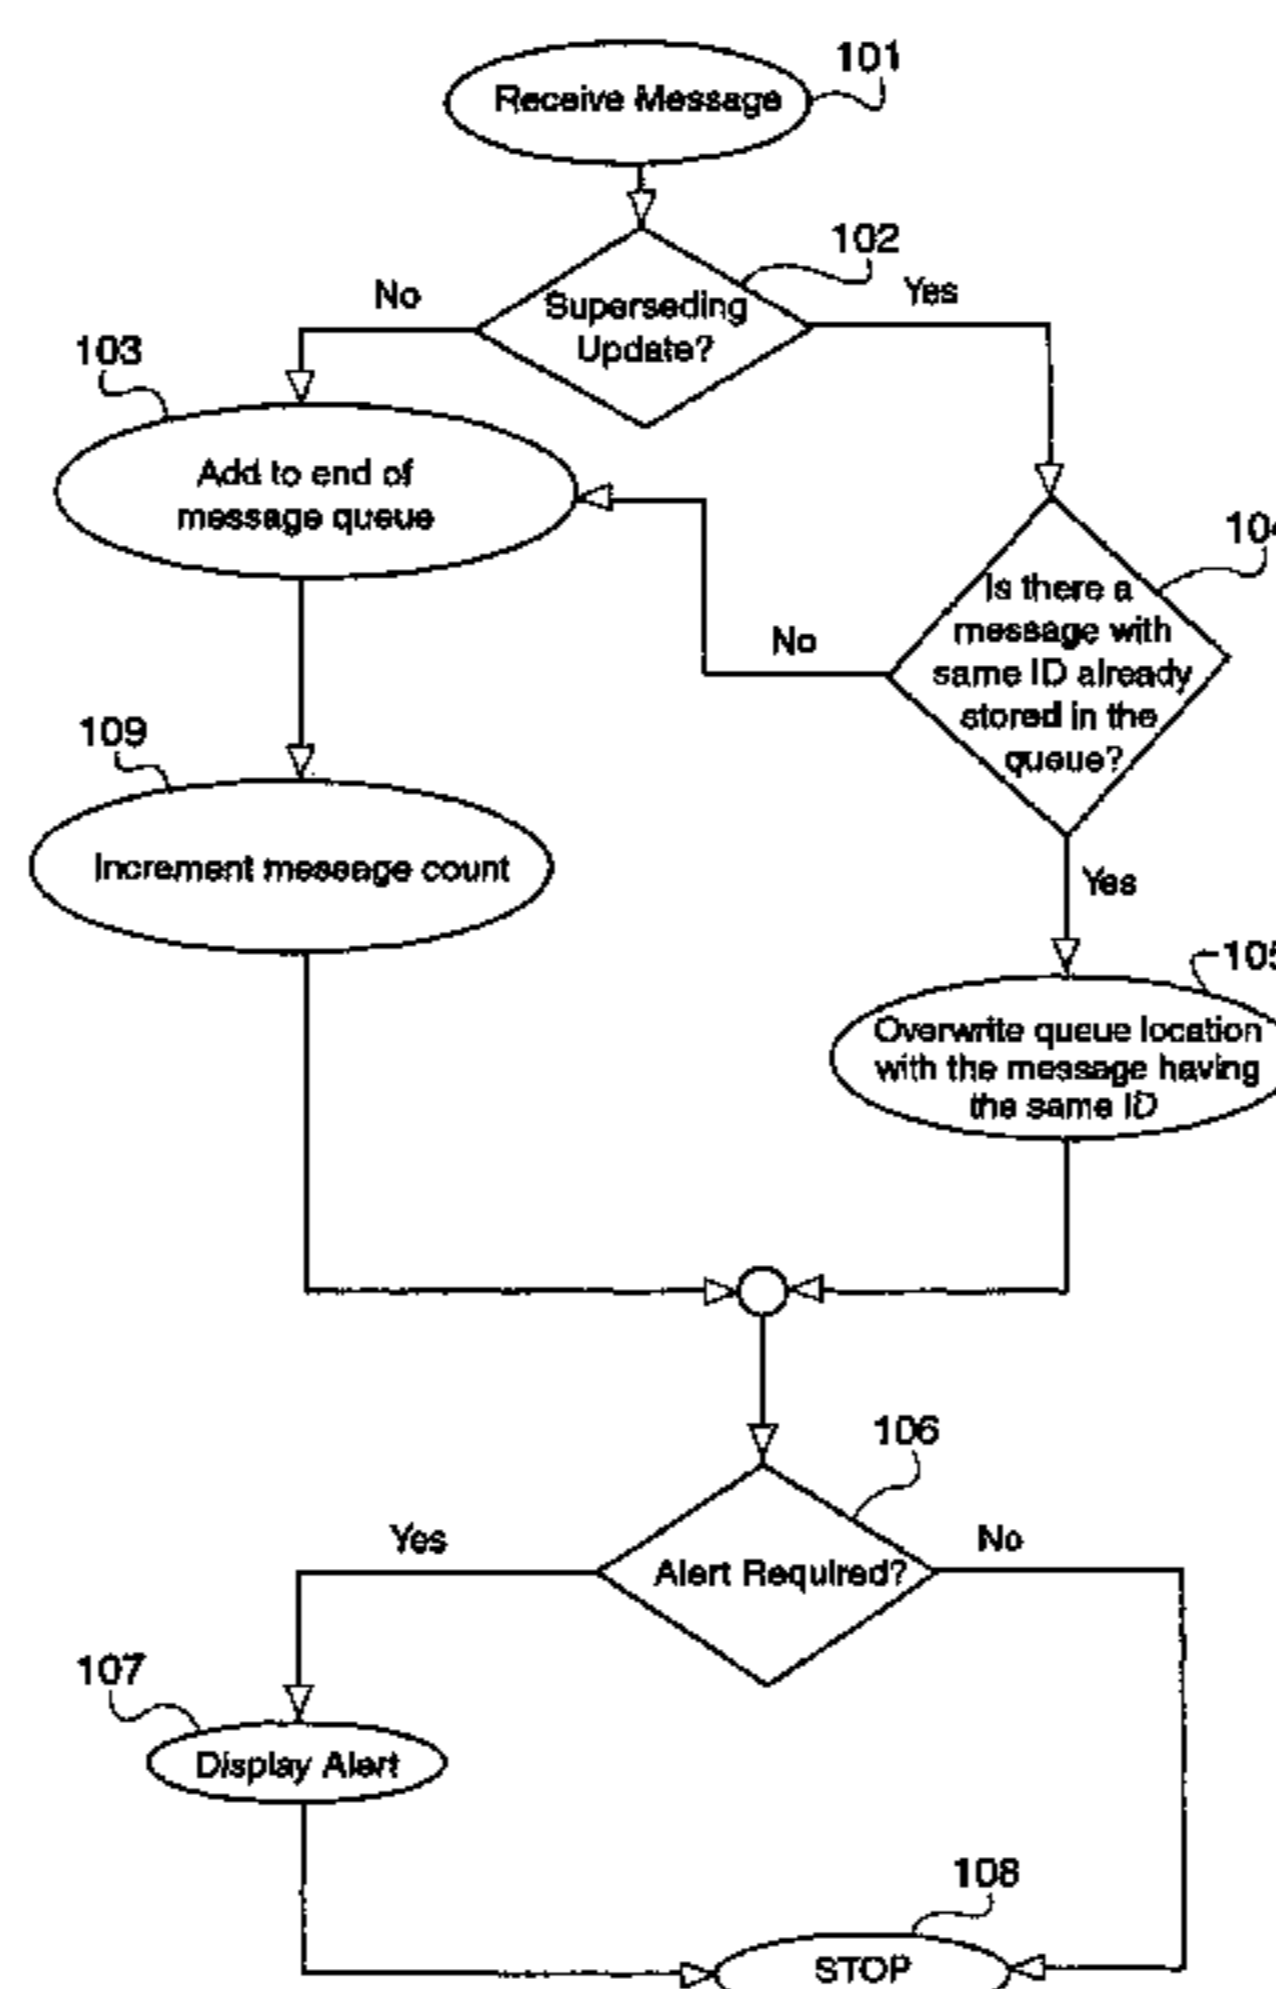 101
Receive Message
102
No
Yes
Superseding
Update?
103
Add to end of
message queue
104
Is there a
message with
same ID already
stored in the
queue?
No
109
Increment message count
Yes
105
Overwrite queue location
with the message having
the same ID
106
Yes
No
Alert Required?
107
Display Alert
108
STOP